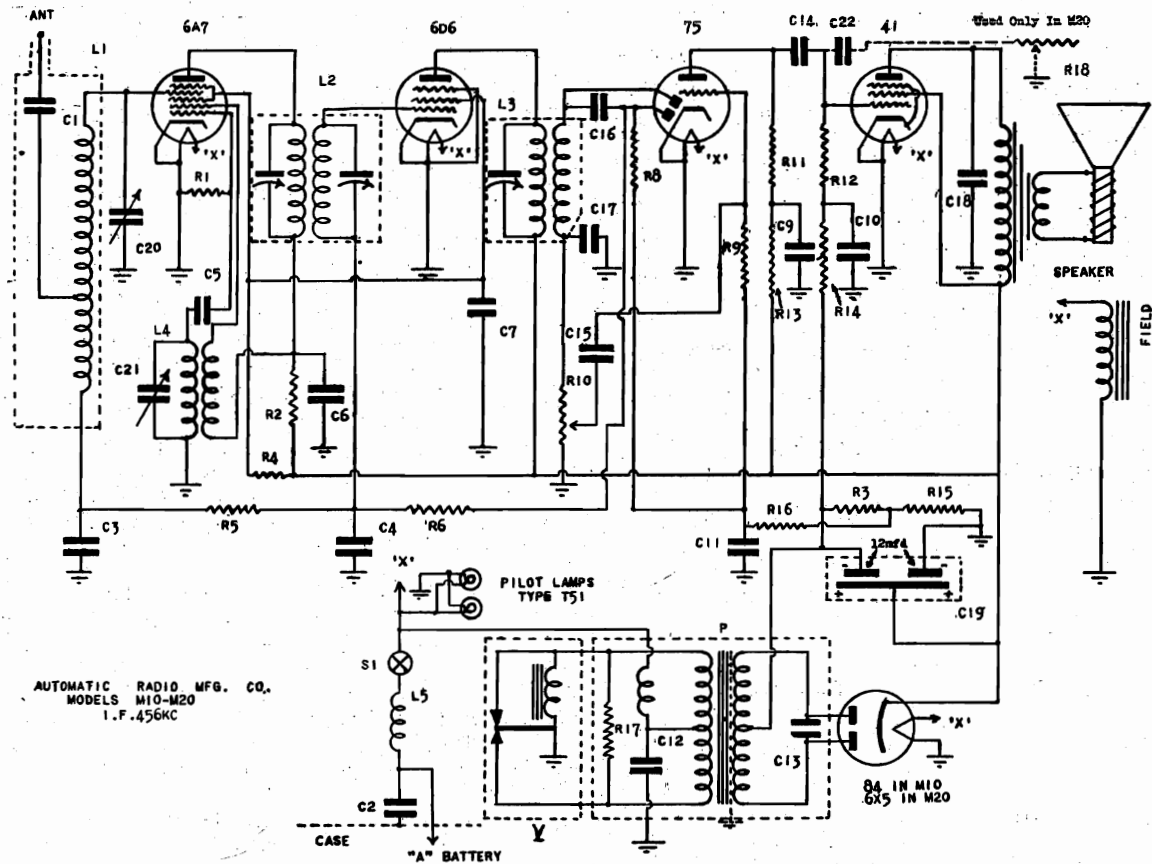 ANT
6A7
6D6
75
C14
C22
41
Used Only In M20
L1
L2
L3
R18
C1
C16
'X'
'X'
'X'
'X'
R1
R8
R11
R12
C20
C17
R9
C9
C10
C18
C5
SPEAKER
L4
C7
C15
R13
R14
'X'
FIELD
C21
R2
C6
R10
R4
C3
R5
C4
R6
R16
R3
R15
C11
12mfd
'X'
PILOT LAMPS
TYPE T51
- -
+ +
C19
P
S1
L5
AUTOMATIC RADIO MFG. CO.
MODELS M10-M20
I.F. 456KC
R17
C12
C13
'X'
84 IN M10
6X5 IN M20
C2
CASE
V
"A" BATTERY